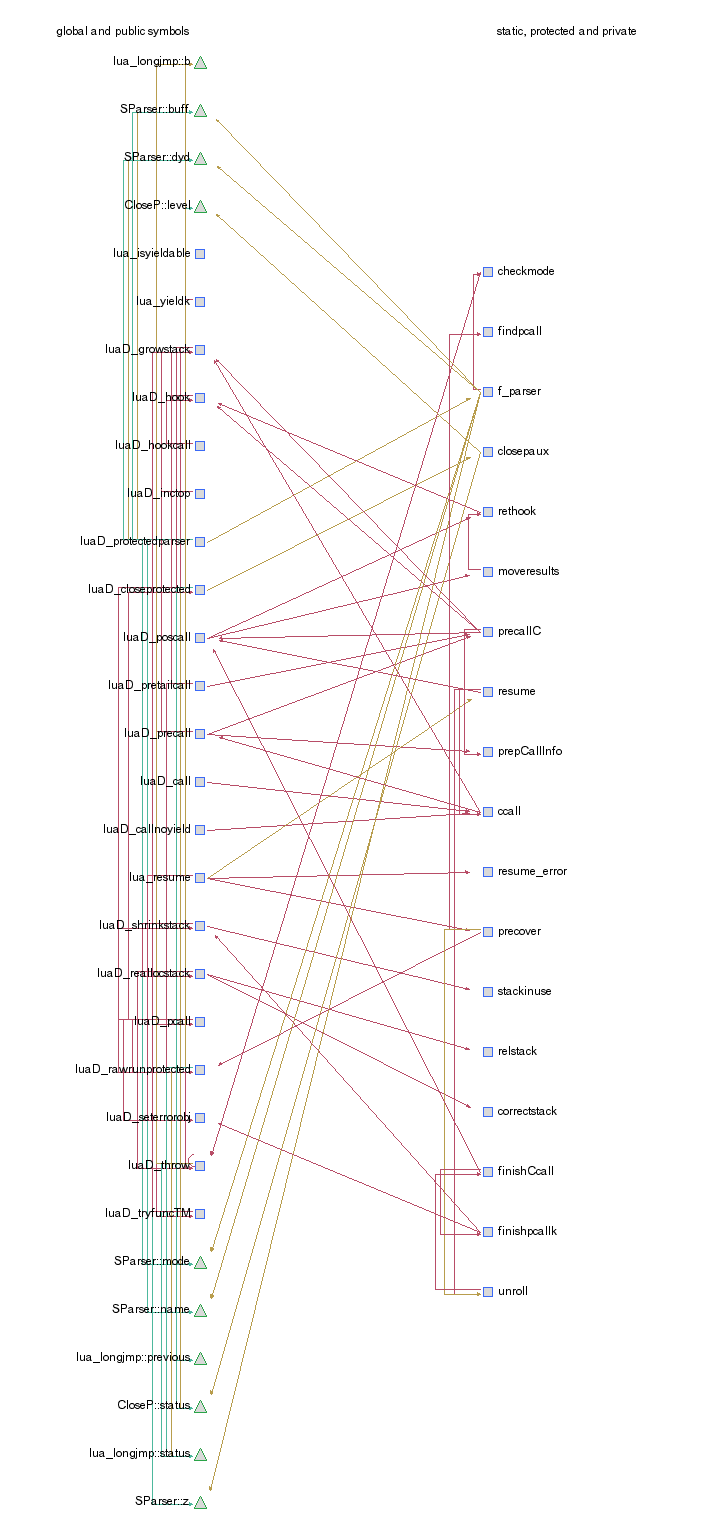 global and public symbols
static, protected and private
lua_longjmp::b
SParser::buff
SParser::dyd
CloseP::level
lua_isyieldable
lua_yieldk
luaD_growstack
luaD_hook
luaD_hookcall
luaD_inctop
luaD_protectedparser
luaD_closeprotected
luaD_poscall
luaD_pretailcall
luaD_precall
luaD_call
luaD_callnoyield
lua_resume
luaD_shrinkstack
luaD_reallocstack
luaD_pcall
luaD_rawrunprotected
luaD_seterrorobj
luaD_throw
luaD_tryfuncTM
SParser::mode
SParser::name
lua_longjmp::previous
CloseP::status
lua_longjmp::status
SParser::z
checkmode
findpcall
f_parser
closepaux
rethook
moveresults
precallC
resume
prepCallInfo
ccall
resume_error
precover
stackinuse
relstack
correctstack
finishCcall
finishpcallk
unroll